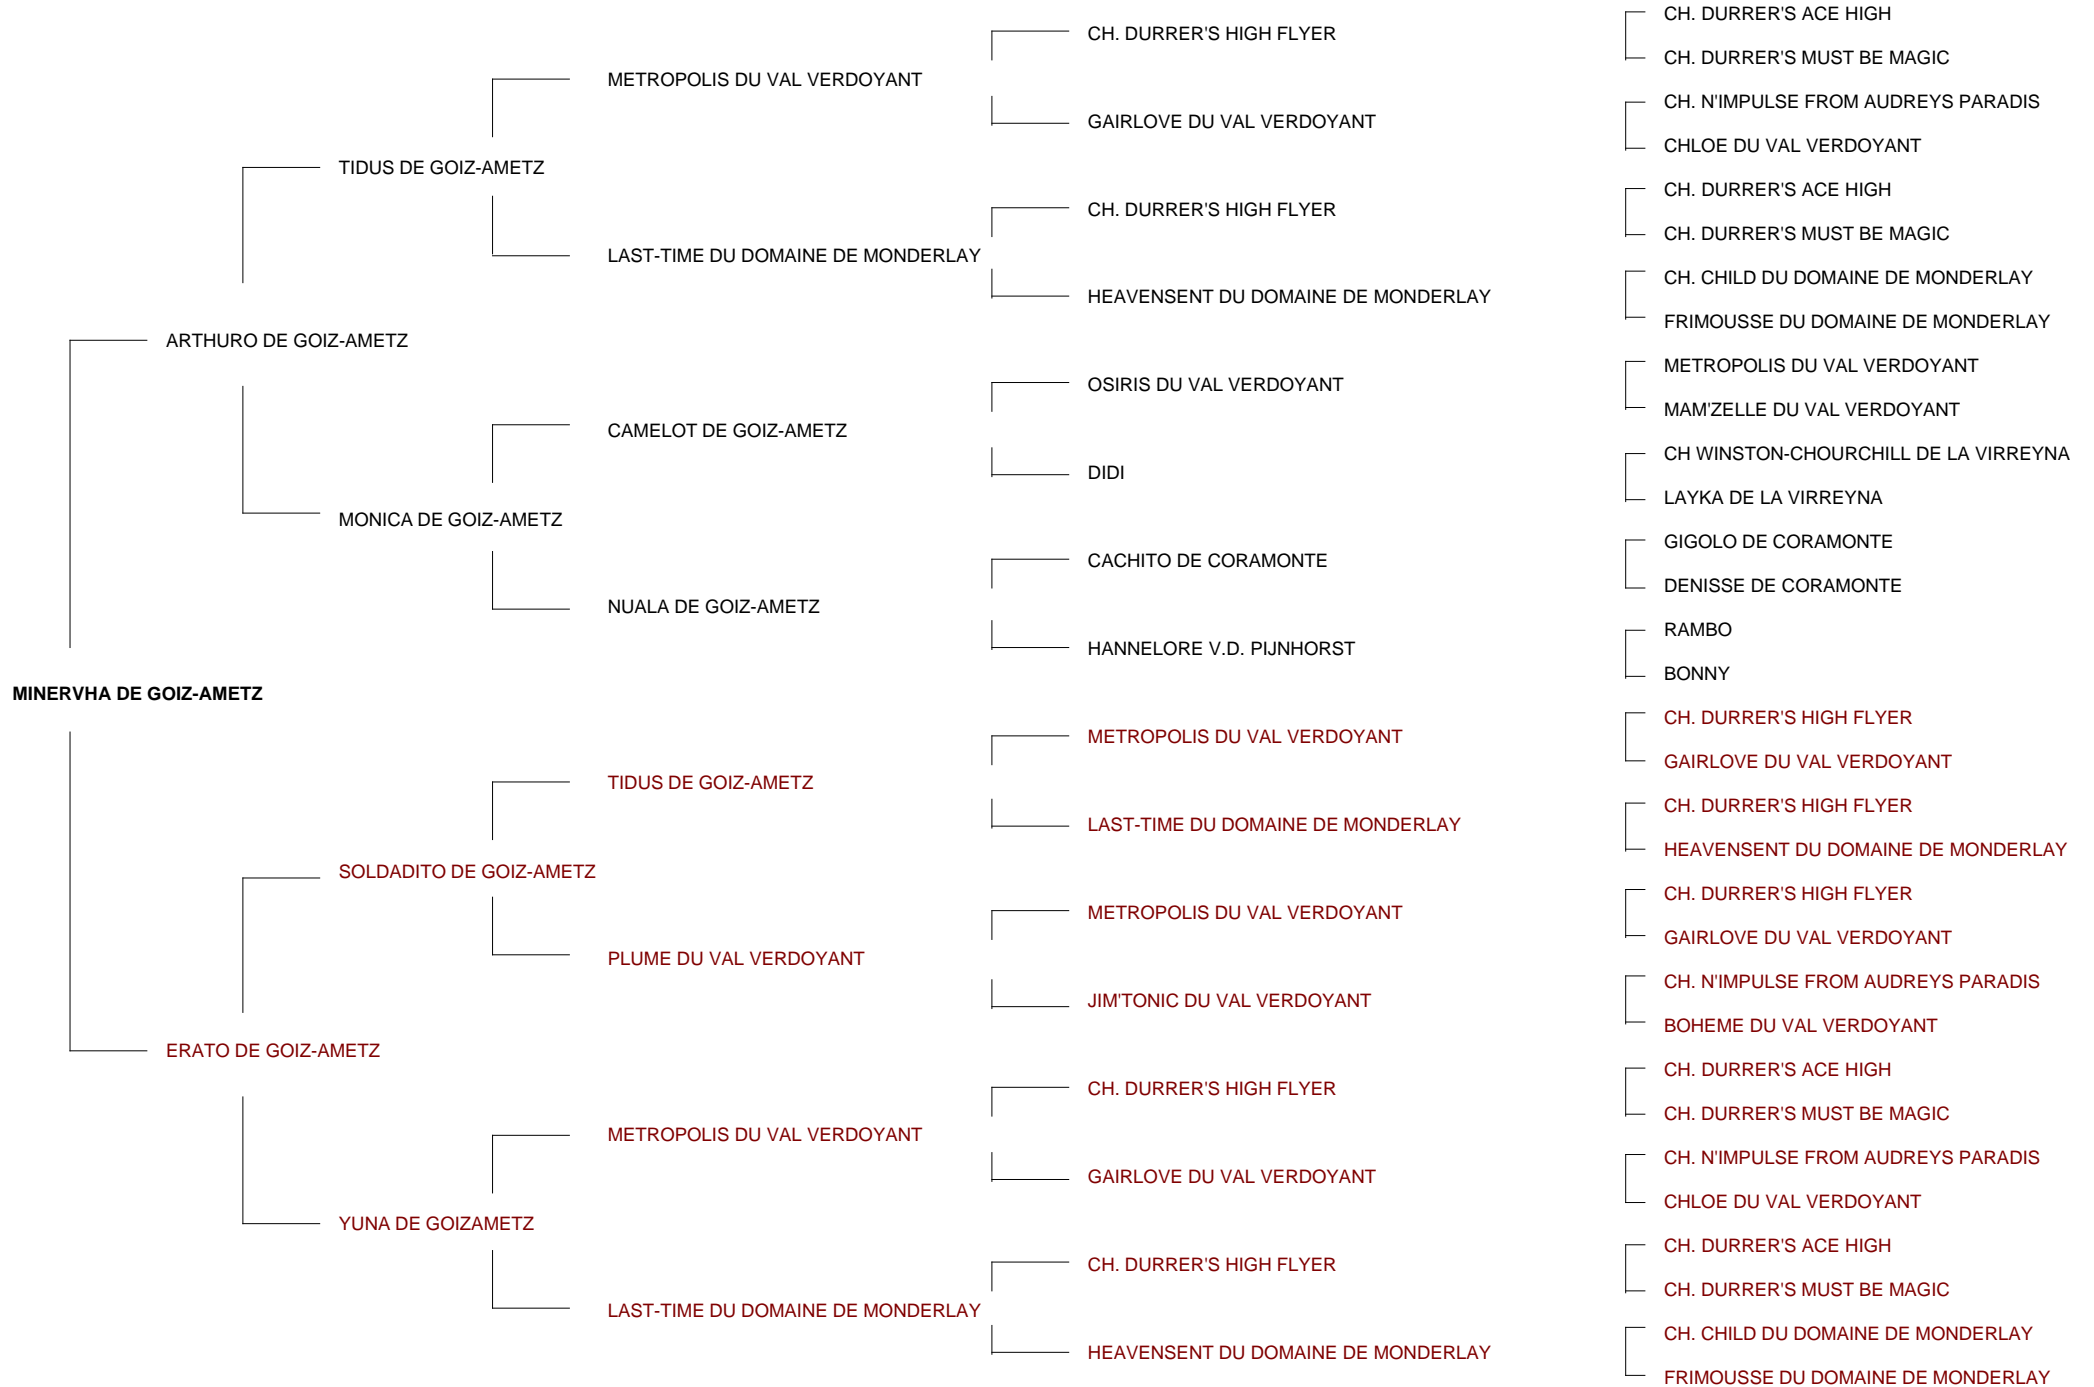 CH. DURRER'S ACE HIGH
CH. DURRER'S HIGH FLYER
CH. DURRER'S MUST BE MAGIC
METROPOLIS DU VAL VERDOYANT
CH. N'IMPULSE FROM AUDREYS PARADIS
GAIRLOVE DU VAL VERDOYANT
CHLOE DU VAL VERDOYANT
TIDUS DE GOIZ-AMETZ
CH. DURRER'S ACE HIGH
CH. DURRER'S HIGH FLYER
CH. DURRER'S MUST BE MAGIC
LAST-TIME DU DOMAINE DE MONDERLAY
CH. CHILD DU DOMAINE DE MONDERLAY
HEAVENSENT DU DOMAINE DE MONDERLAY
FRIMOUSSE DU DOMAINE DE MONDERLAY
ARTHURO DE GOIZ-AMETZ
METROPOLIS DU VAL VERDOYANT
OSIRIS DU VAL VERDOYANT
MAM'ZELLE DU VAL VERDOYANT
CAMELOT DE GOIZ-AMETZ
CH WINSTON-CHOURCHILL DE LA VIRREYNA
DIDI
LAYKA DE LA VIRREYNA
MONICA DE GOIZ-AMETZ
GIGOLO DE CORAMONTE
CACHITO DE CORAMONTE
DENISSE DE CORAMONTE
NUALA DE GOIZ-AMETZ
RAMBO
HANNELORE V.D. PIJNHORST
BONNY
MINERVHA DE GOIZ-AMETZ
CH. DURRER'S HIGH FLYER
METROPOLIS DU VAL VERDOYANT
GAIRLOVE DU VAL VERDOYANT
TIDUS DE GOIZ-AMETZ
CH. DURRER'S HIGH FLYER
LAST-TIME DU DOMAINE DE MONDERLAY
HEAVENSENT DU DOMAINE DE MONDERLAY
SOLDADITO DE GOIZ-AMETZ
CH. DURRER'S HIGH FLYER
METROPOLIS DU VAL VERDOYANT
GAIRLOVE DU VAL VERDOYANT
PLUME DU VAL VERDOYANT
CH. N'IMPULSE FROM AUDREYS PARADIS
JIM'TONIC DU VAL VERDOYANT
BOHEME DU VAL VERDOYANT
ERATO DE GOIZ-AMETZ
CH. DURRER'S ACE HIGH
CH. DURRER'S HIGH FLYER
CH. DURRER'S MUST BE MAGIC
METROPOLIS DU VAL VERDOYANT
CH. N'IMPULSE FROM AUDREYS PARADIS
GAIRLOVE DU VAL VERDOYANT
CHLOE DU VAL VERDOYANT
YUNA DE GOIZAMETZ
CH. DURRER'S ACE HIGH
CH. DURRER'S HIGH FLYER
CH. DURRER'S MUST BE MAGIC
LAST-TIME DU DOMAINE DE MONDERLAY
CH. CHILD DU DOMAINE DE MONDERLAY
HEAVENSENT DU DOMAINE DE MONDERLAY
FRIMOUSSE DU DOMAINE DE MONDERLAY